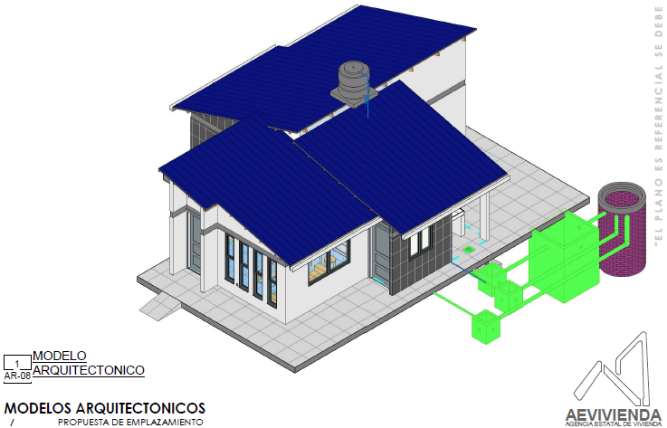 "EL PLANO ES REFERENCIAL SE DEBE
1
AR-08
MODELO
ARQUITECTONICO
MODELOS ARQUITECTONICOS
/ PROPUESTA DE EMPLAZAMIENTO
AEVIVIENDA
AGENCIA ESTATAL DE VIVIENDA